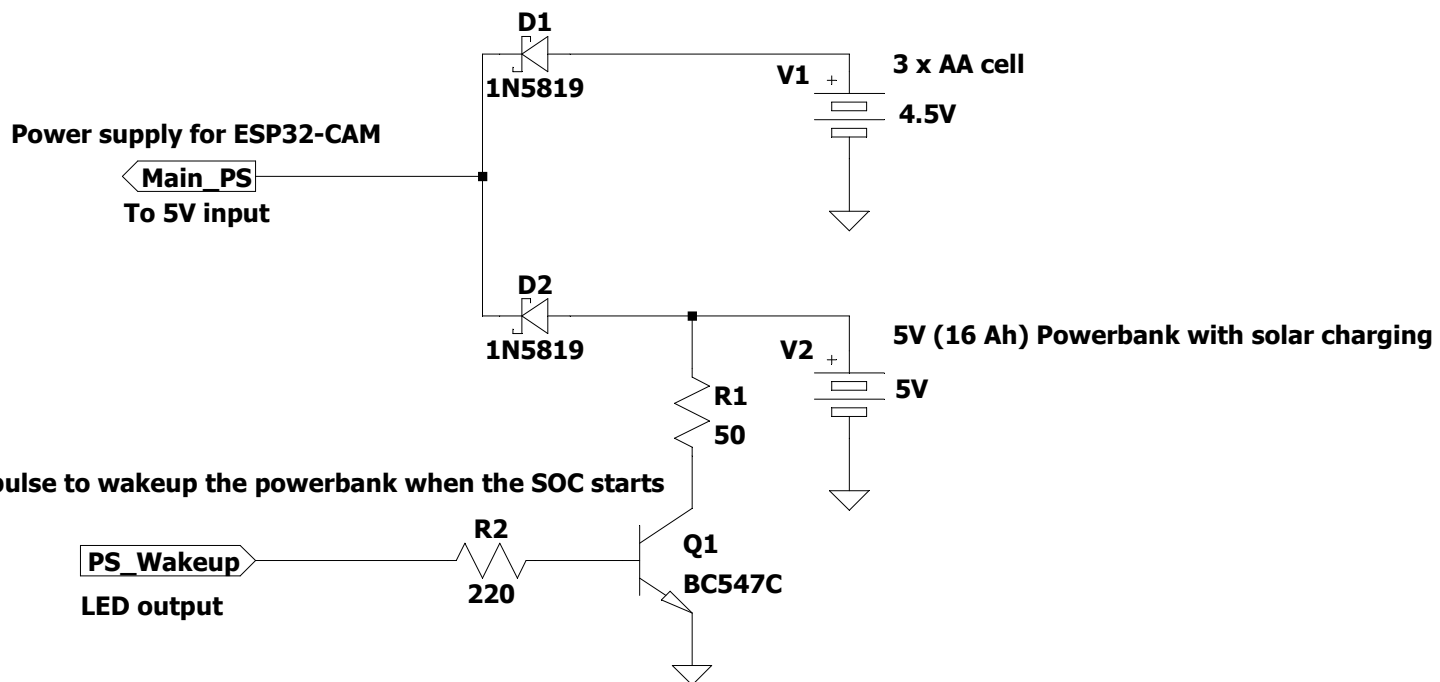 D1
1N5819
V1
+
3 x AA cell
4.5V
Power supply for ESP32-CAM
Main_PS
To 5V input
D2
1N5819
V2
+
5V (16 Ah) Powerbank with solar charging
5V
R1
50
pulse to wakeup the powerbank when the SOC starts
PS_Wakeup
LED output
R2
220
Q1
BC547C